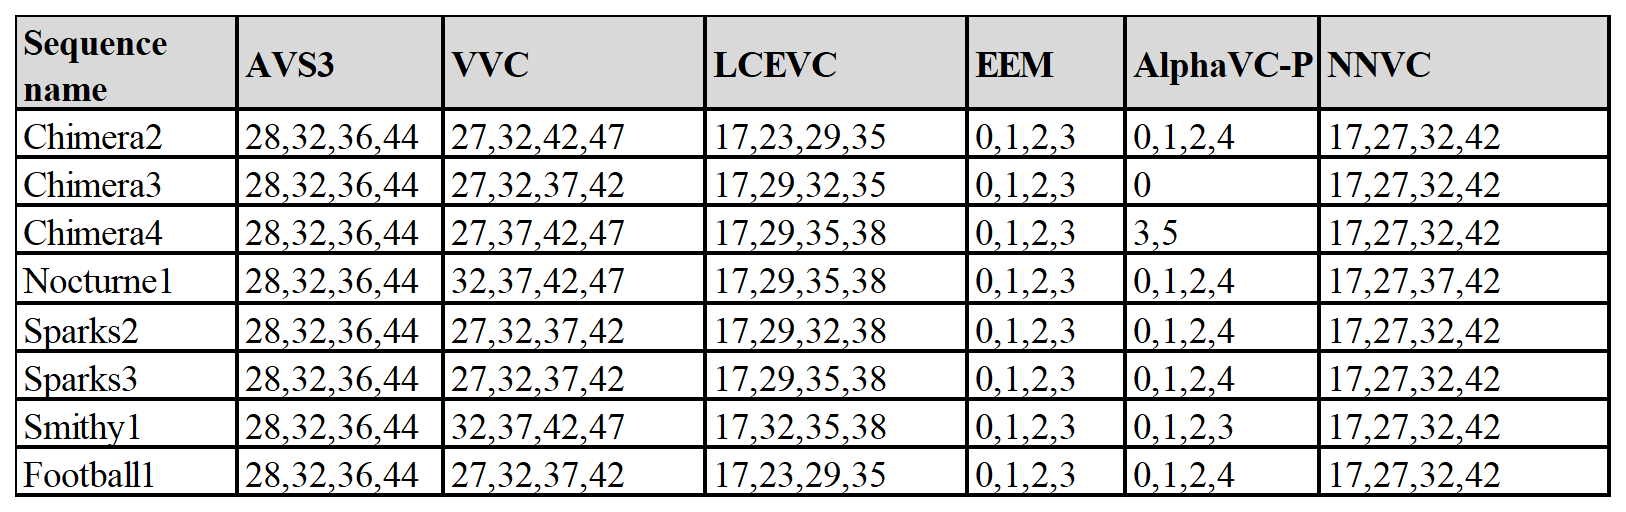 Sequence name AVS3 VVC LCEVC EEM AlphaVC-P NNVC
Chimera2 28,32,36,44 27,32,42,47 17,23,29,35 0,1,2,3 0,1,2,4 17,27,32,42
Chimera3 28,32,36,44 27,32,37,42 17,29,32,35 0,1,2,3 0 17,27,32,42
Chimera4 28,32,36,44 27,37,42,47 17,29,35,38 0,1,2,3 3,5 17,27,32,42
Nocturne1 28,32,36,44 32,37,42,47 17,29,35,38 0,1,2,3 0,1,2,4 17,27,37,42
Sparks2 28,32,36,44 27,32,37,42 17,29,32,38 0,1,2,3 0,1,2,4 17,27,32,42
Sparks3 28,32,36,44 27,32,37,42 17,29,35,38 0,1,2,3 0,1,2,4 17,27,32,42
Smithy1 28,32,36,44 32,37,42,47 17,32,35,38 0,1,2,3 0,1,2,3 17,27,32,42
Football1 28,32,36,44 27,32,37,42 17,23,29,35 0,1,2,3 0,1,2,4 17,27,32,42